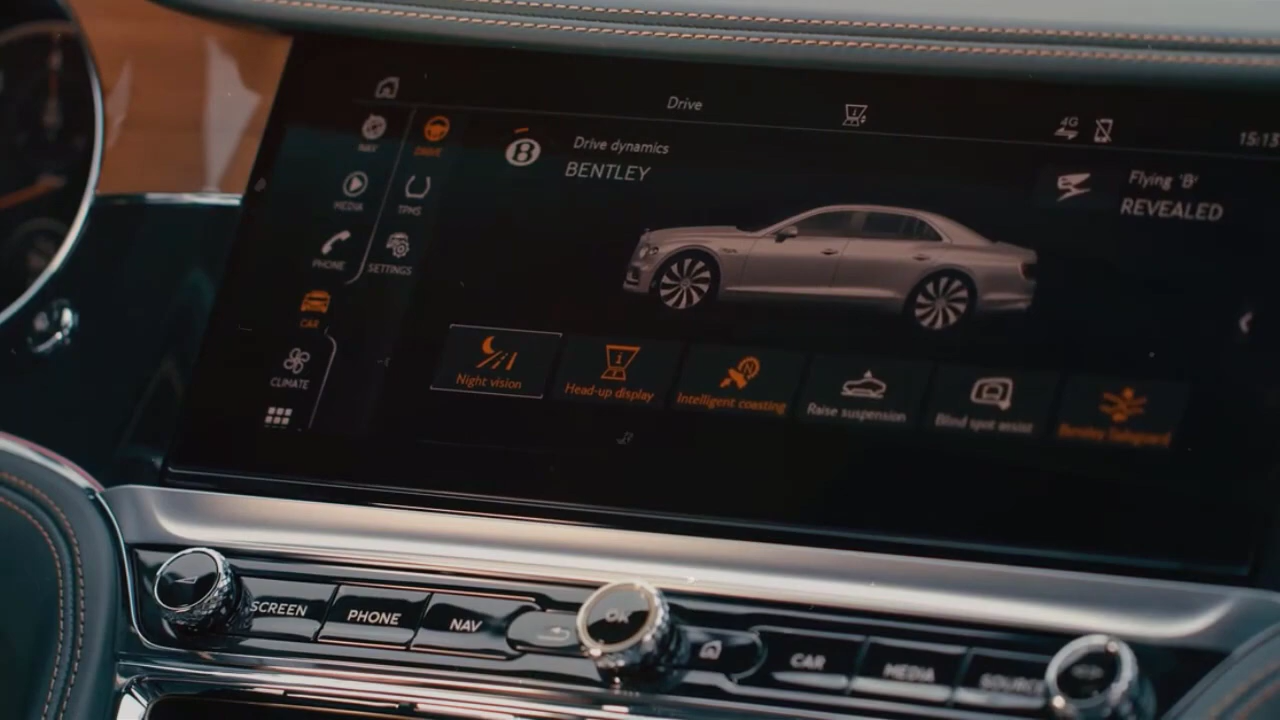 Drive
4G
15:13
NAV
DRIVE
B
Drive dynamics
BENTLEY
Flying 'B'
REVEALED
MEDIA
TPMS
PHONE
SETTINGS
CAR
CLIMATE
Night vision
i
Head-up display
N
Intelligent coasting
Raise suspension
Blind spot assist
Bentley Safeguard
SCREEN
PHONE
NAV
OK
CAR
MEDIA
SOURCE